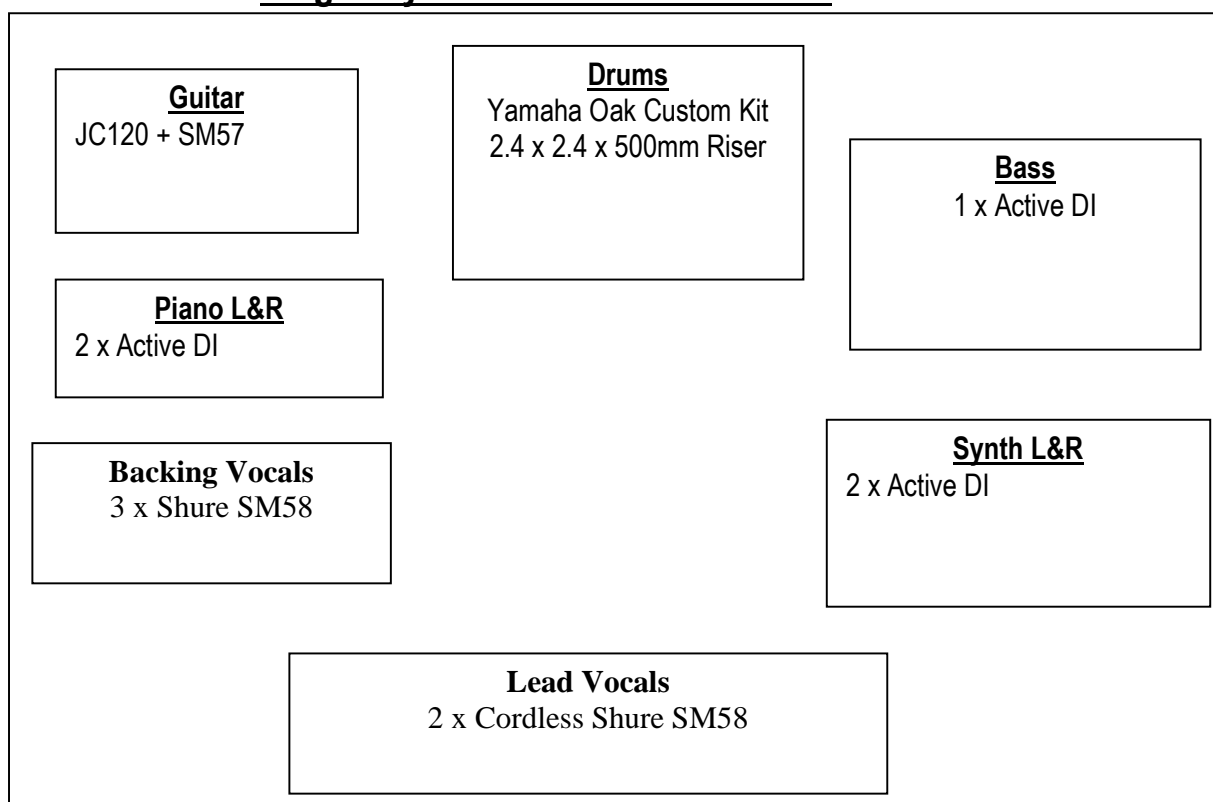 Guitar
JC120 + SM57
Drums
Yamaha Oak Custom Kit
2.4 x 2.4 x 500mm Riser
Bass
1 x Active DI
Piano L&R
2 x Active DI
Backing Vocals
3 x Shure SM58
Synth L&R
2 x Active DI
Lead Vocals
2 x Cordless Shure SM58